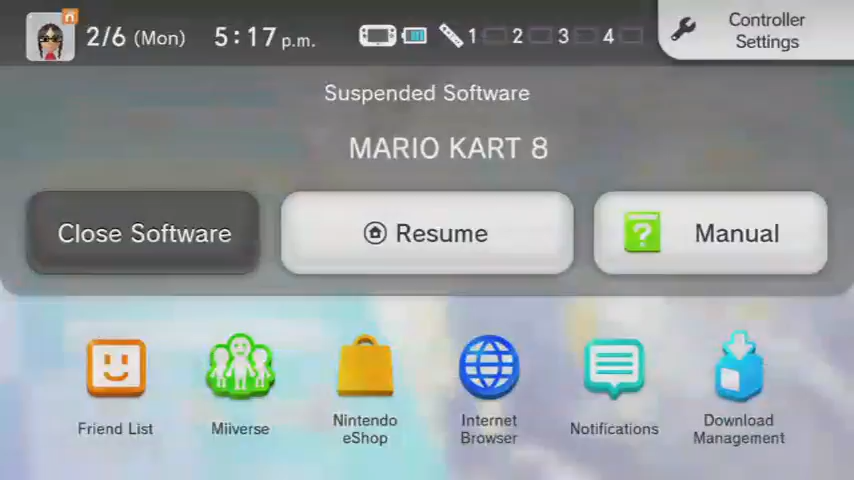 2/6 (Mon) 5:17 p.m. 1 2 3 4
Controller
Settings
Suspended Software
MARIO KART 8
Close Software
Resume
? Manual
Friend List
Miiverse
Nintendo
eShop
Internet
Browser
Notifications
Download
Management